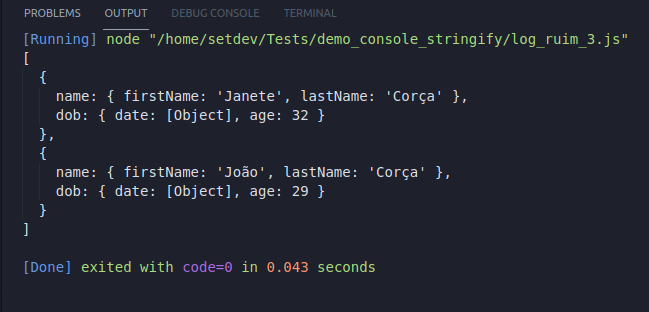 PROBLEMS OUTPUT DEBUG CONSOLE TERMINAL
[Running] node "/home/setdev/Tests/demo_console_stringify/log_ruim_3.js"
[
  {
    name: { firstName: 'Janete', lastName: 'Corça' },
    dob: { date: [Object], age: 32 }
  },
  {
    name: { firstName: 'João', lastName: 'Corça' },
    dob: { date: [Object], age: 29 }
  }
]
[Done] exited with code=0 in 0.043 seconds